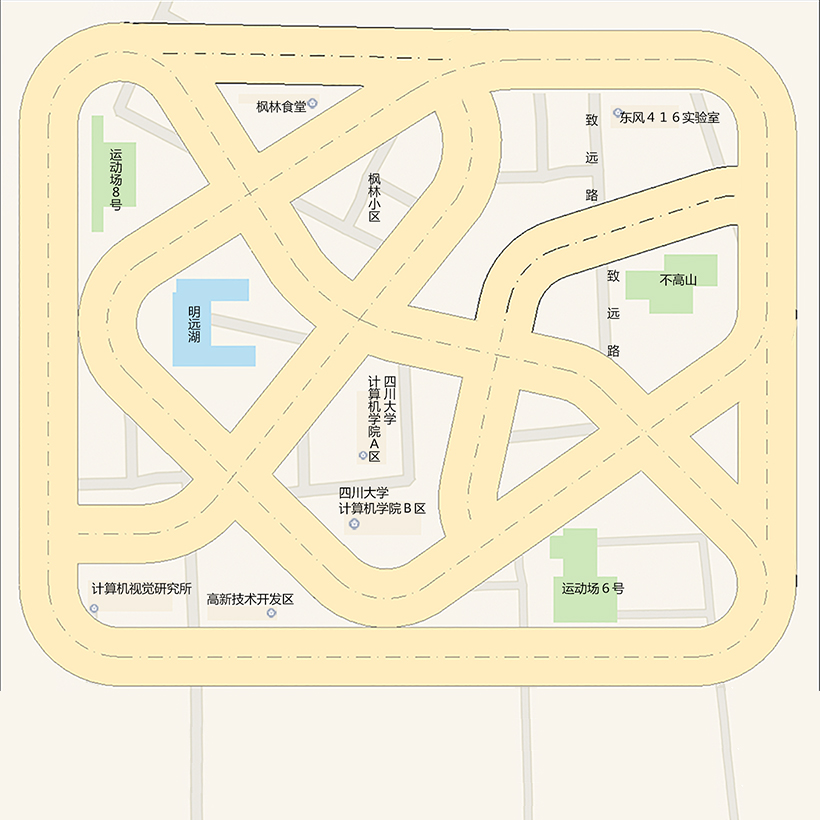 枫林食堂
东风４１６实验室
致远路
运动场８号
枫林小区
不高山
致远路
明远湖
四川大学
计算机学院Ａ区
四川大学
计算机学院Ｂ区
计算机视觉研究所
高新技术开发区
运动场６号